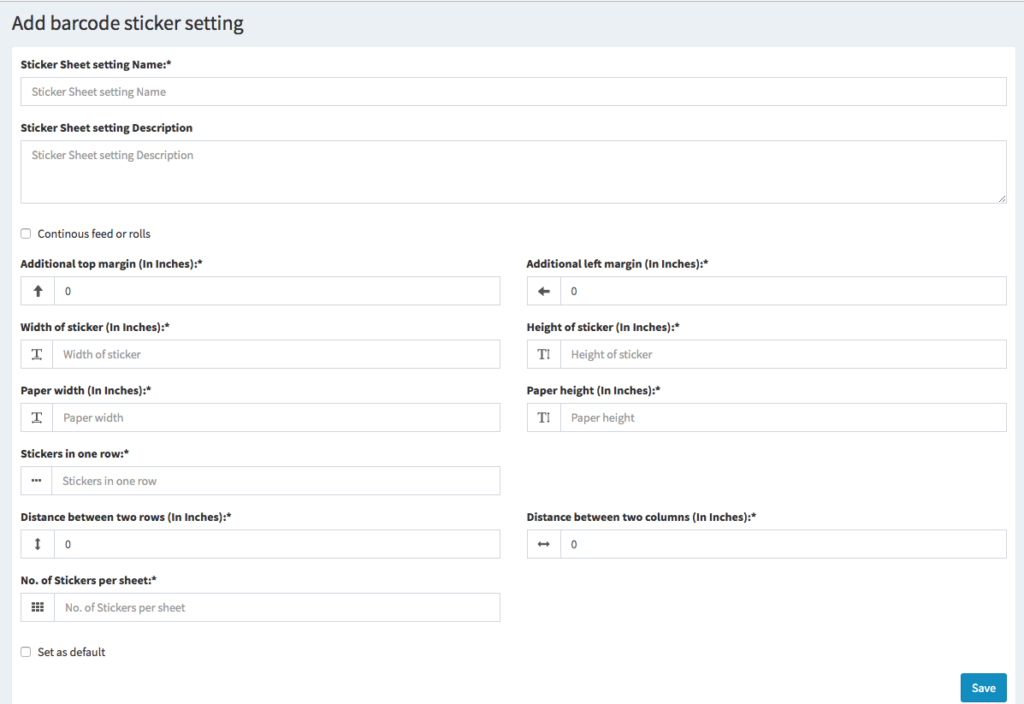 Add barcode sticker setting
Sticker Sheet setting Name:*
Sticker Sheet setting Name
Sticker Sheet setting Description
Sticker Sheet setting Description
Continous feed or rolls
Additional top margin (In Inches):*
Additional left margin (In Inches):*
0
0
Width of sticker (In Inches):*
Height of sticker (In Inches):*
Width of sticker
Height of sticker
Paper width (In Inches):*
Paper height (In Inches):*
Paper width
Paper height
Stickers in one row:*
Stickers in one row
Distance between two rows (In Inches):*
Distance between two columns (In Inches):*
0
0
No. of Stickers per sheet:*
No. of Stickers per sheet
Set as default
Save